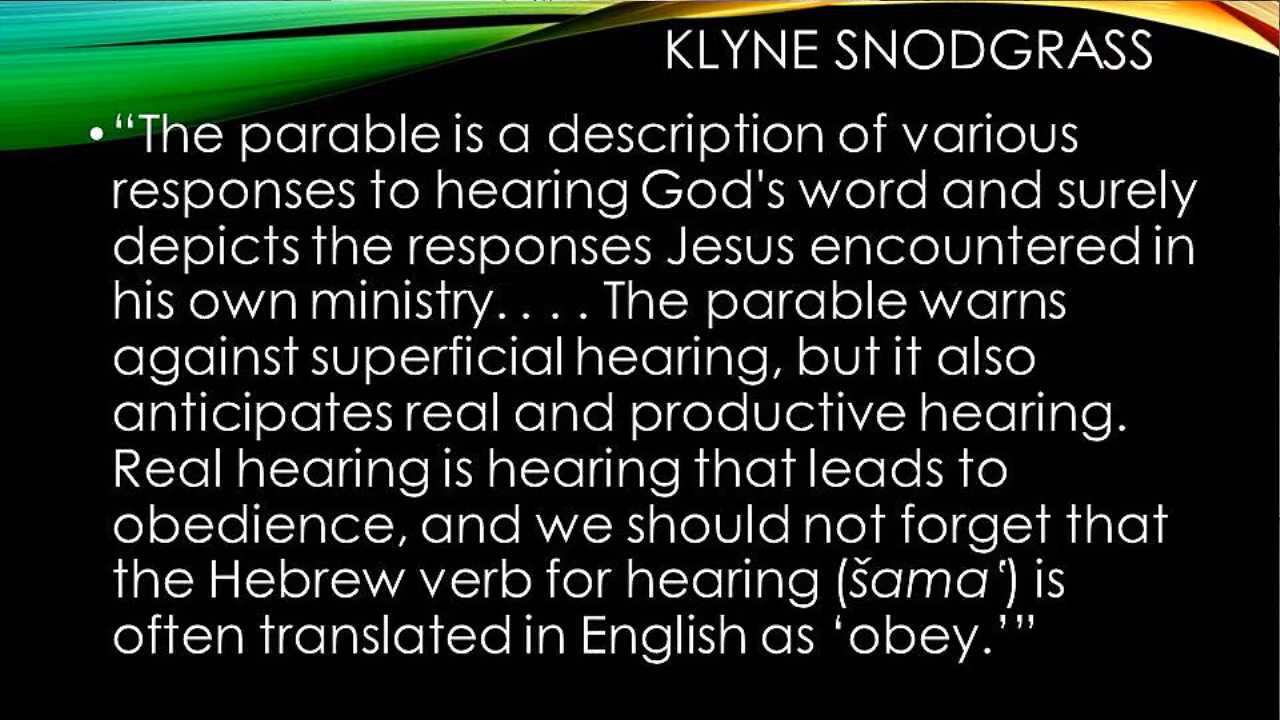 KLYNE SNODGRASS
• “The parable is a description of various
responses to hearing God's word and surely
depicts the responses Jesus encountered in
his own ministry. . . . The parable warns
against superficial hearing, but it also
anticipates real and productive hearing.
Real hearing is hearing that leads to
obedience, and we should not forget that
the Hebrew verb for hearing (šamaʽ) is
often translated in English as ‘obey.’”